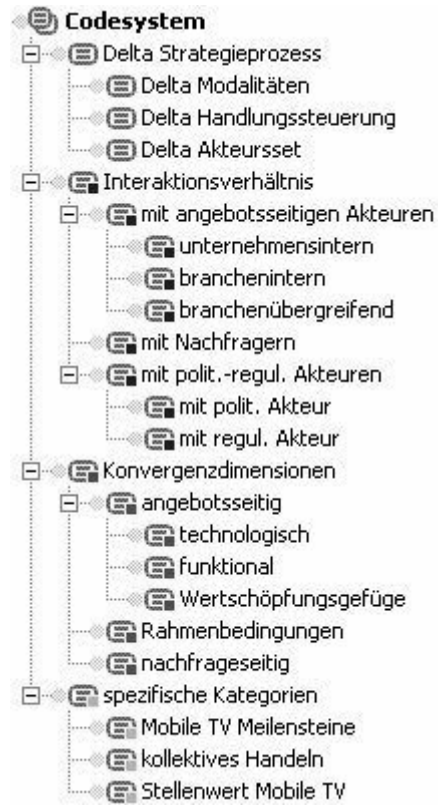 Codesystem
Delta Strategieprozess
Delta Modalitäten
Delta Handlungssteuerung
Delta Akteursset
Interaktionsverhältnis
mit angebotsseitigen Akteuren
unternehmensintern
branchenintern
branchenübergreifend
mit Nachfragern
mit polit.-regul. Akteuren
mit polit. Akteur
mit regul. Akteur
Konvergenzdimensionen
angebotsseitig
technologisch
funktional
Wertschöpfungsgefüge
Rahmenbedingungen
nachfrageseitig
spezifische Kategorien
Mobile TV Meilensteine
kollektives Handeln
Stellenwert Mobile TV